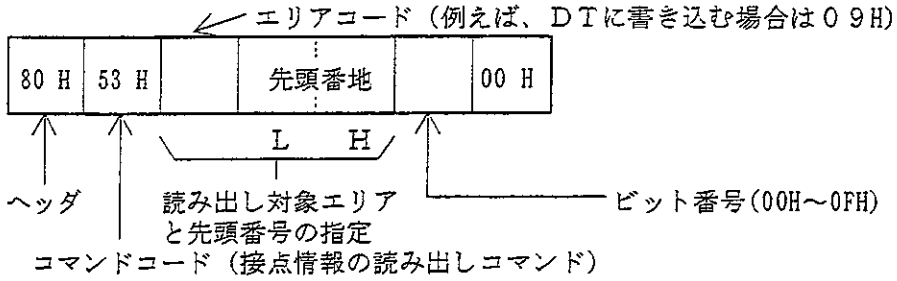 エリアコード（例えば、DTに書き込む場合は09H）
80 H 53 H 先頭番地 00 H
L H
ヘッダ
読み出し対象エリア
と先頭番号の指定
ビット番号(00H～0FH)
コマンドコード（接点情報の読み出しコマンド）